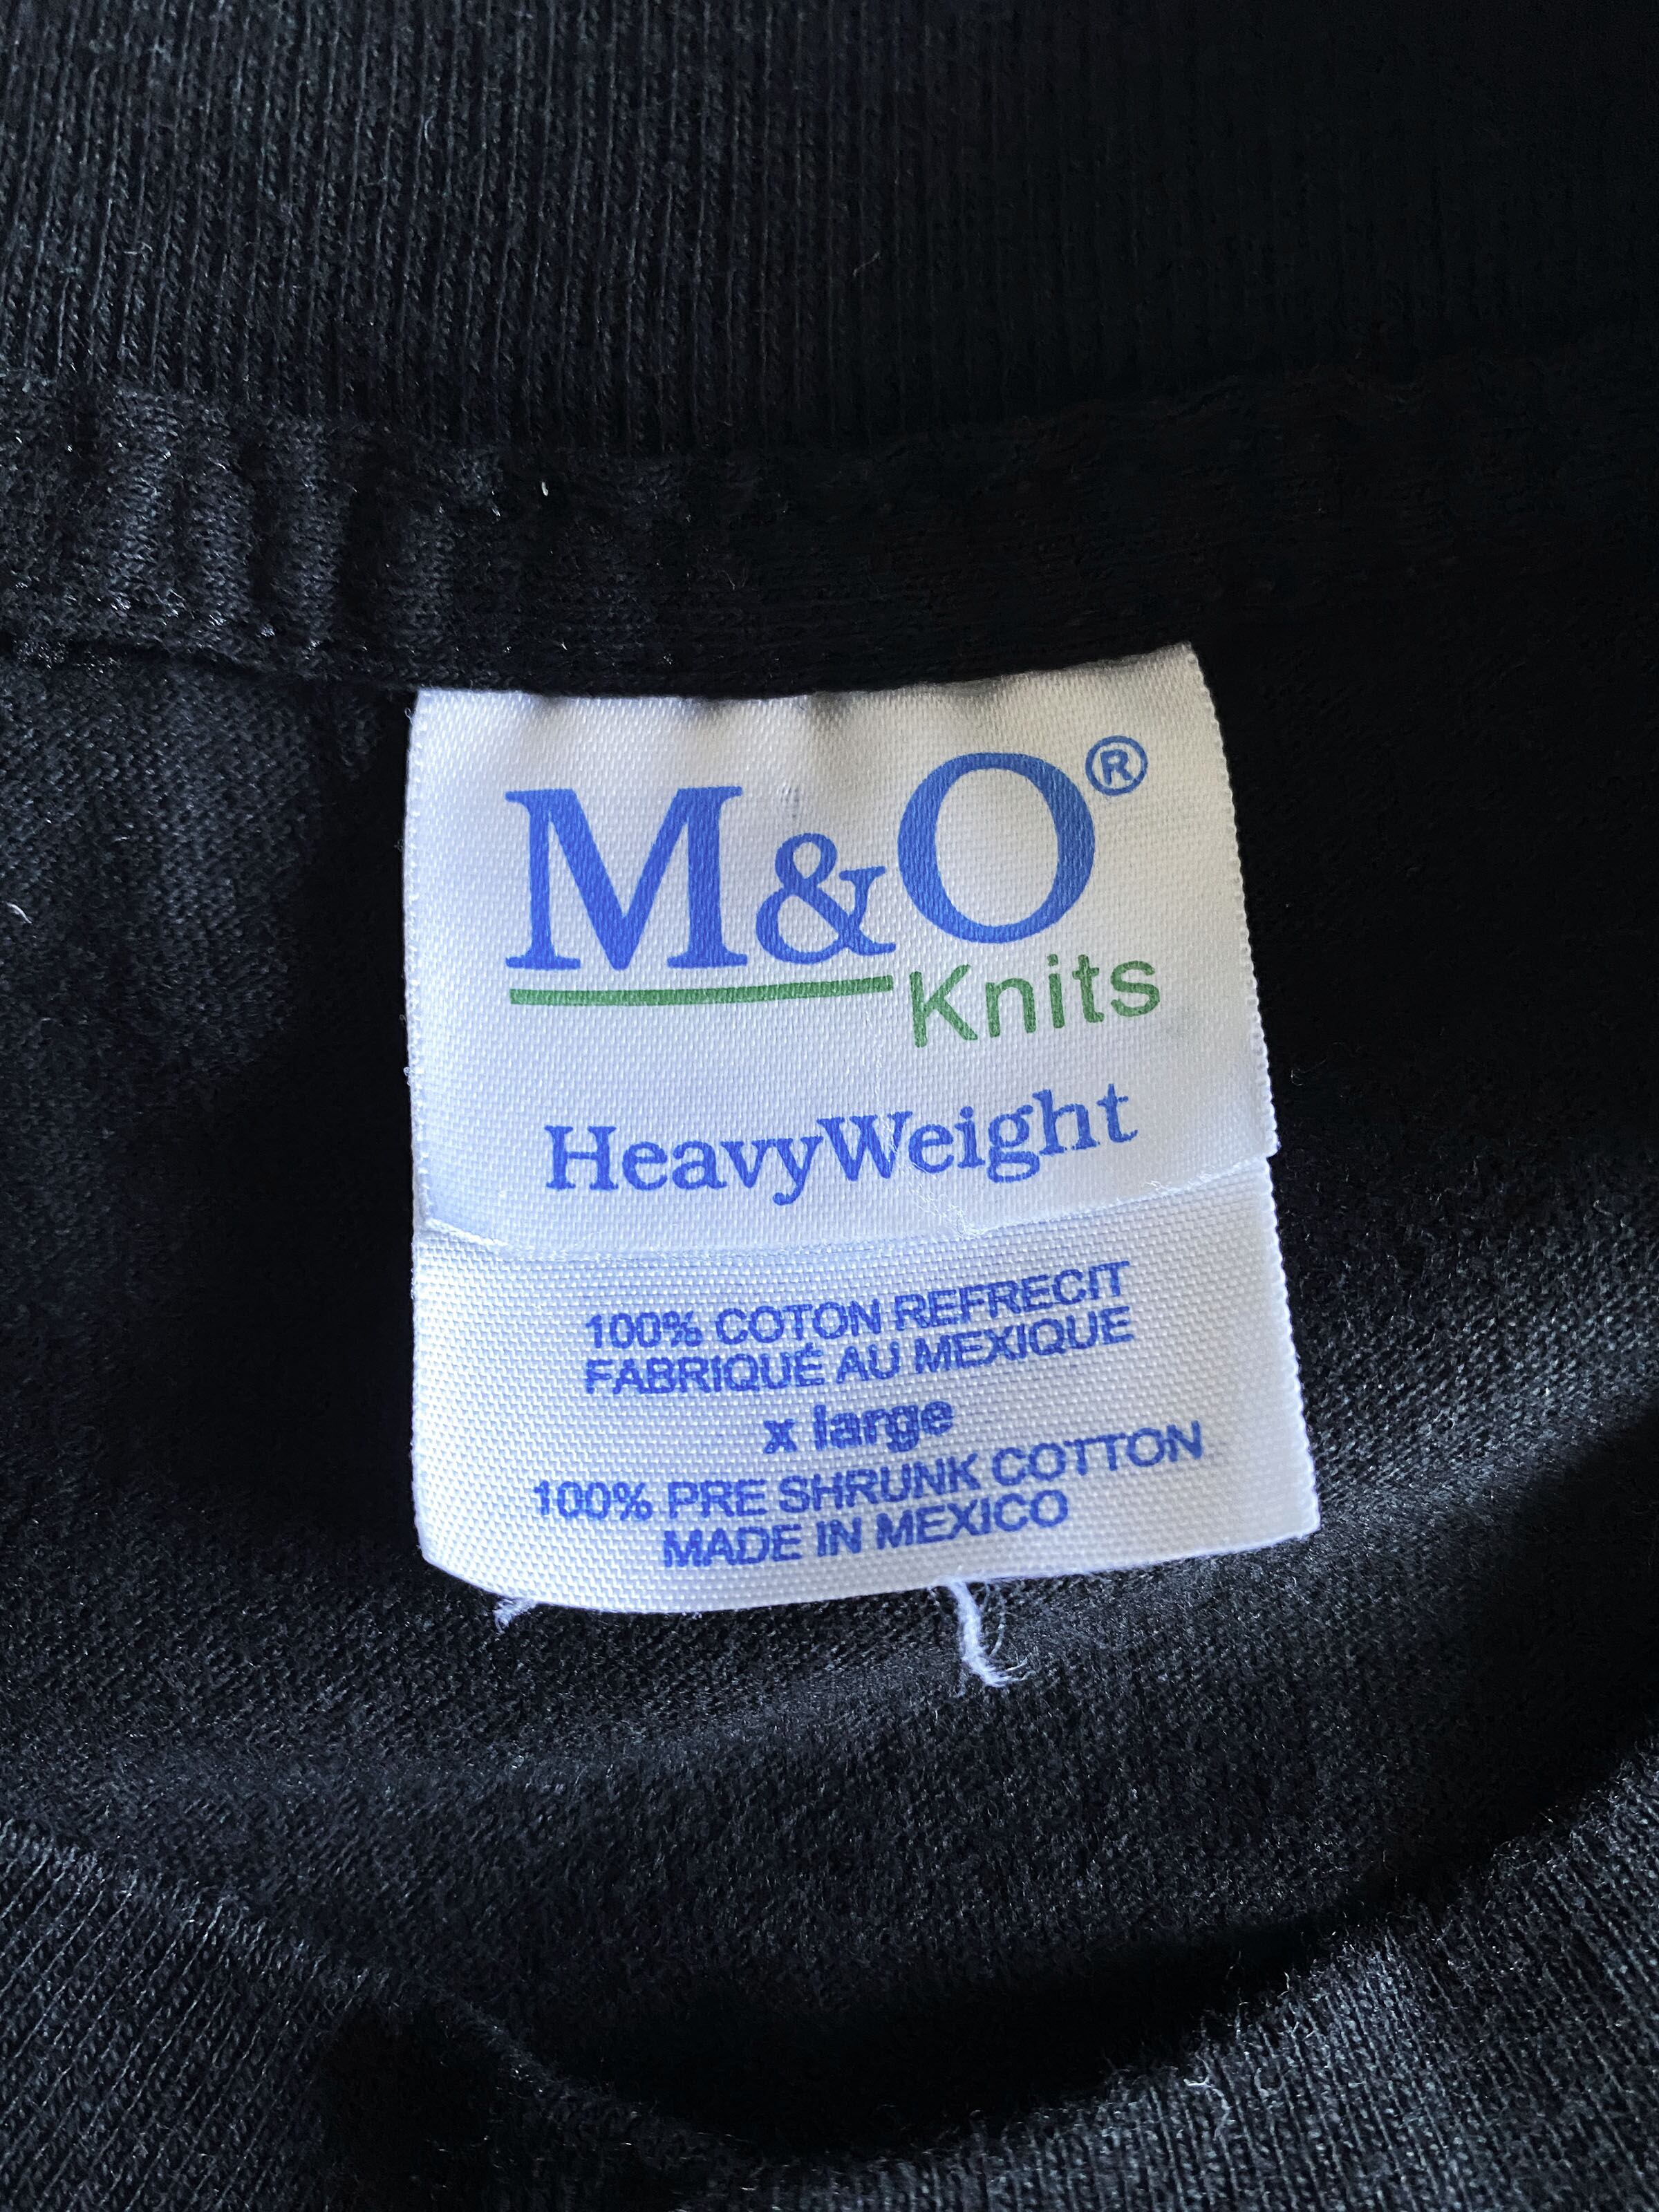 M&O®
Knits
HeavyWeight
100% COTON REFRECIT
FABRIQUÉ AU MEXIQUE
x large
100% PRE SHRUNK COTTON
MADE IN MEXICO